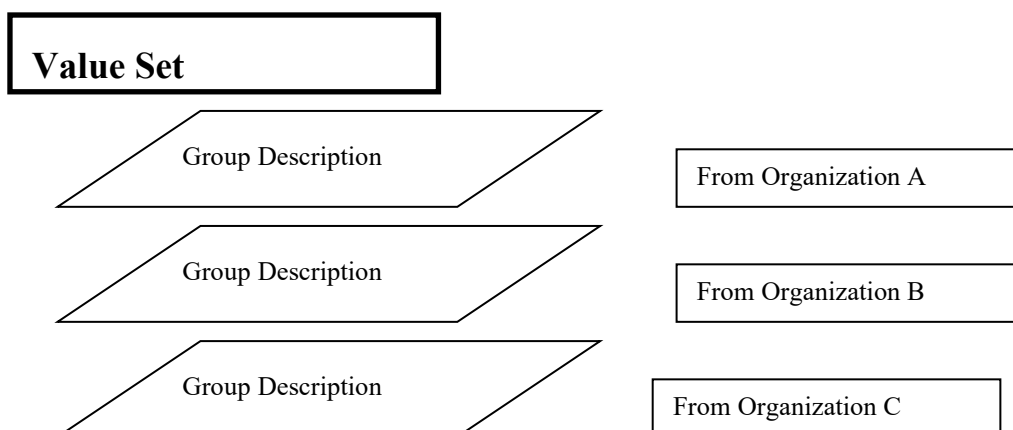 Value Set
Group Description
From Organization A
Group Description
From Organization B
Group Description
From Organization C